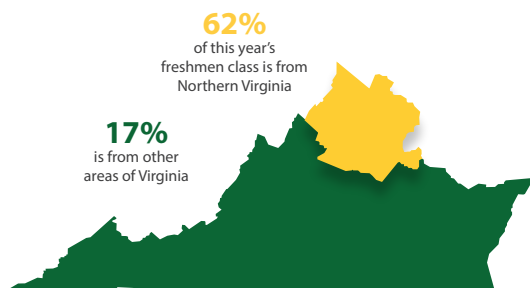 62%
of this year's
freshmen class is from
Northern Virginia
17%
is from other
areas of Virginia